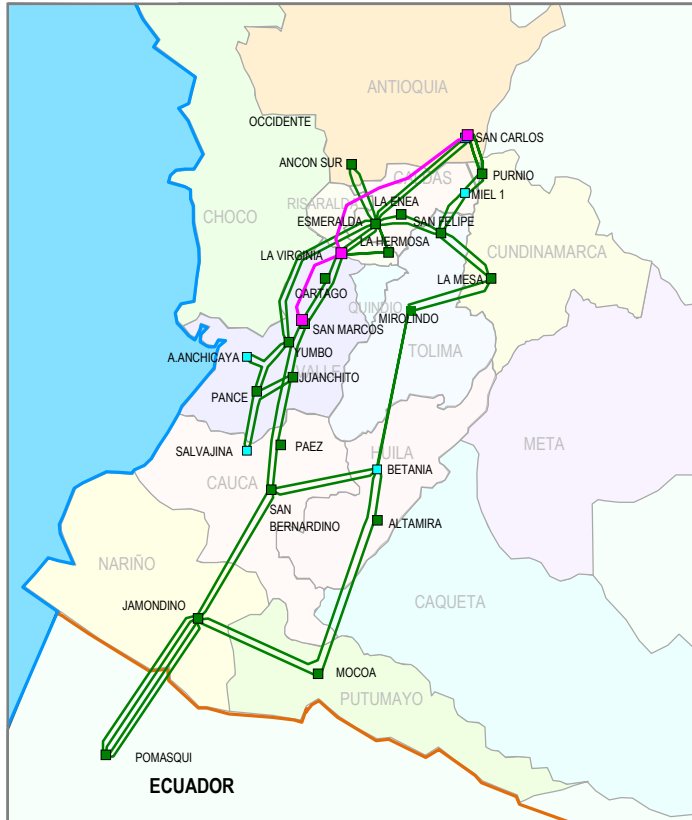 ANTIOQUIA
OCCIDENTE
SAN CARLOS
ANCON SUR
CALDAS
PURNIO
MIEL 1
RISARALDA
LA ENEA
CHOCO
ESMERALDA
SAN FELIPE
LA HERMOSA
CUNDINAMARCA
LA VIRGINIA
CARTAGO
LA MESA
QUINDIO
MIROLINDO
SAN MARCOS
TOLIMA
YUMBO
A.ANCHICAYA
VALLE
JUANCHITO
PANCE
PAEZ
HUILA
META
SALVAJINA
BETANIA
CAUCA
SAN
BERNARDINO
ALTAMIRA
NARIÑO
CAQUETA
JAMONDINO
MOCOA
PUTUMAYO
POMASQUI
ECUADOR